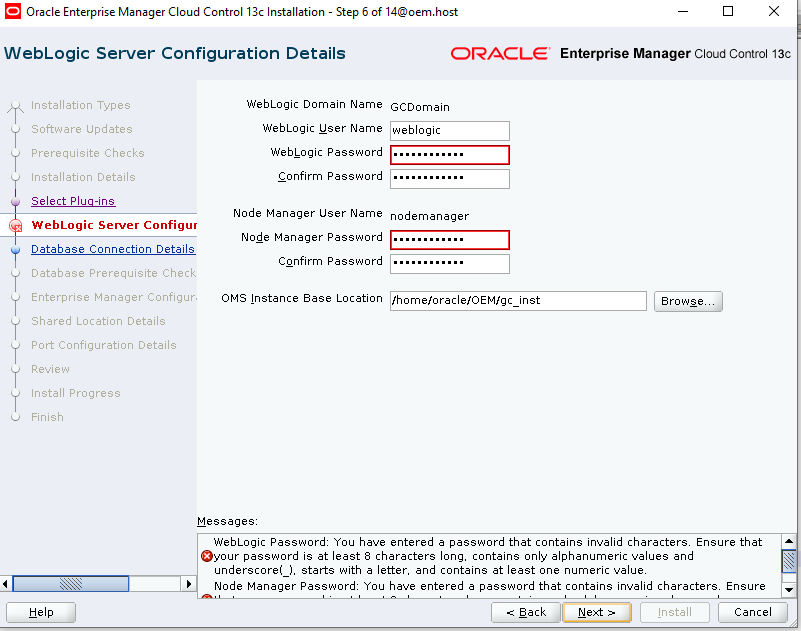 Oracle Enterprise Manager Cloud Control 13c Installation - Step 6 of 14@oem.host
WebLogic Server Configuration Details
ORACLE Enterprise Manager Cloud Control 13c
Installation Types
Software Updates
Prerequisite Checks
Installation Details
Select Plug-ins
WebLogic Server Configur
Database Connection Details
Database Prerequisite Check
Enterprise Manager Configura
Shared Location Details
Port Configuration Details
Review
Install Progress
Finish
WebLogic Domain Name GCDomain
WebLogic User Name weblogic
WebLogic Password ••••••••••••
Confirm Password ••••••••••••
Node Manager User Name nodemanager
Node Manager Password ••••••••••••
Confirm Password ••••••••••••
OMS Instance Base Location /home/oracle/OEM/gc_inst Browse...
Messages:
WebLogic Password: You have entered a password that contains invalid characters. Ensure that
your password is at least 8 characters long, contains only alphanumeric values and
underscore(_), starts with a letter, and contains at least one numeric value.
Node Manager Password: You have entered a password that contains invalid characters. Ensure
Help < Back Next > Install Cancel